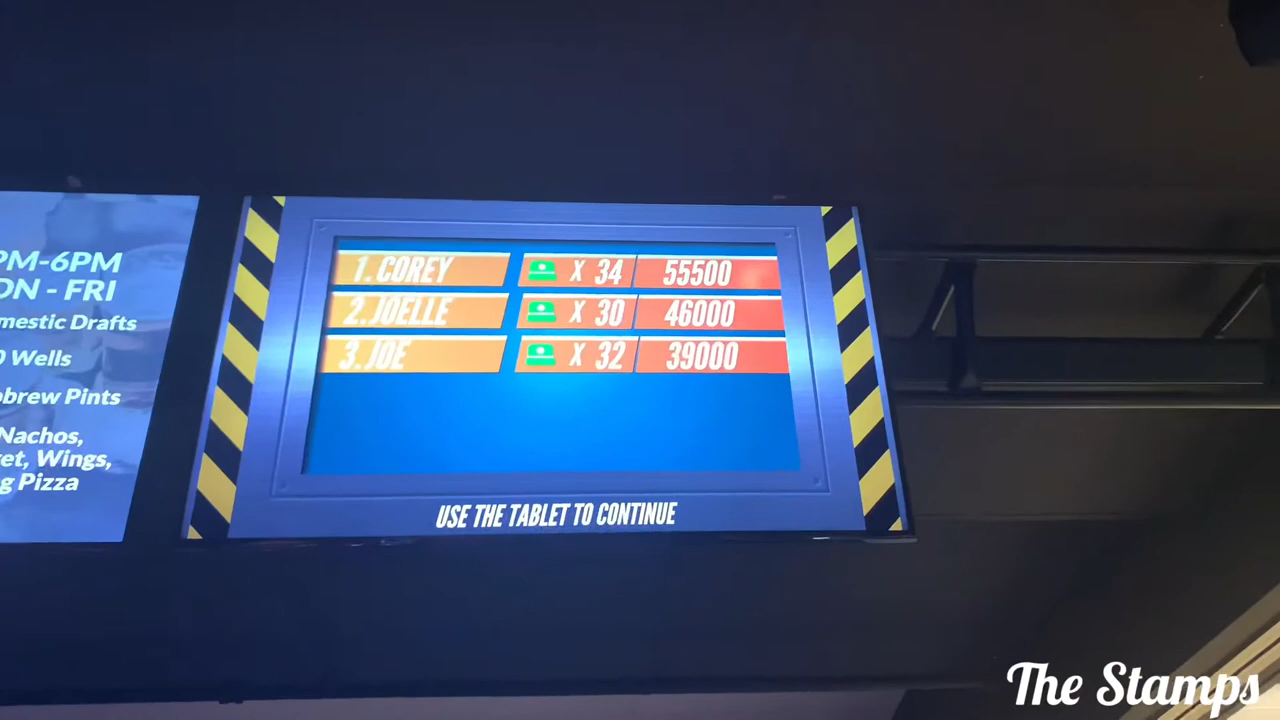 PM-6PM
ON - FRI
mestic Drafts
0 Wells
brew Pints
Nachos,
et, Wings,
g Pizza
1. COREY X 34 55500
2. JOELLE X 30 46000
3. JOE X 32 39000
USE THE TABLET TO CONTINUE
The Stamps